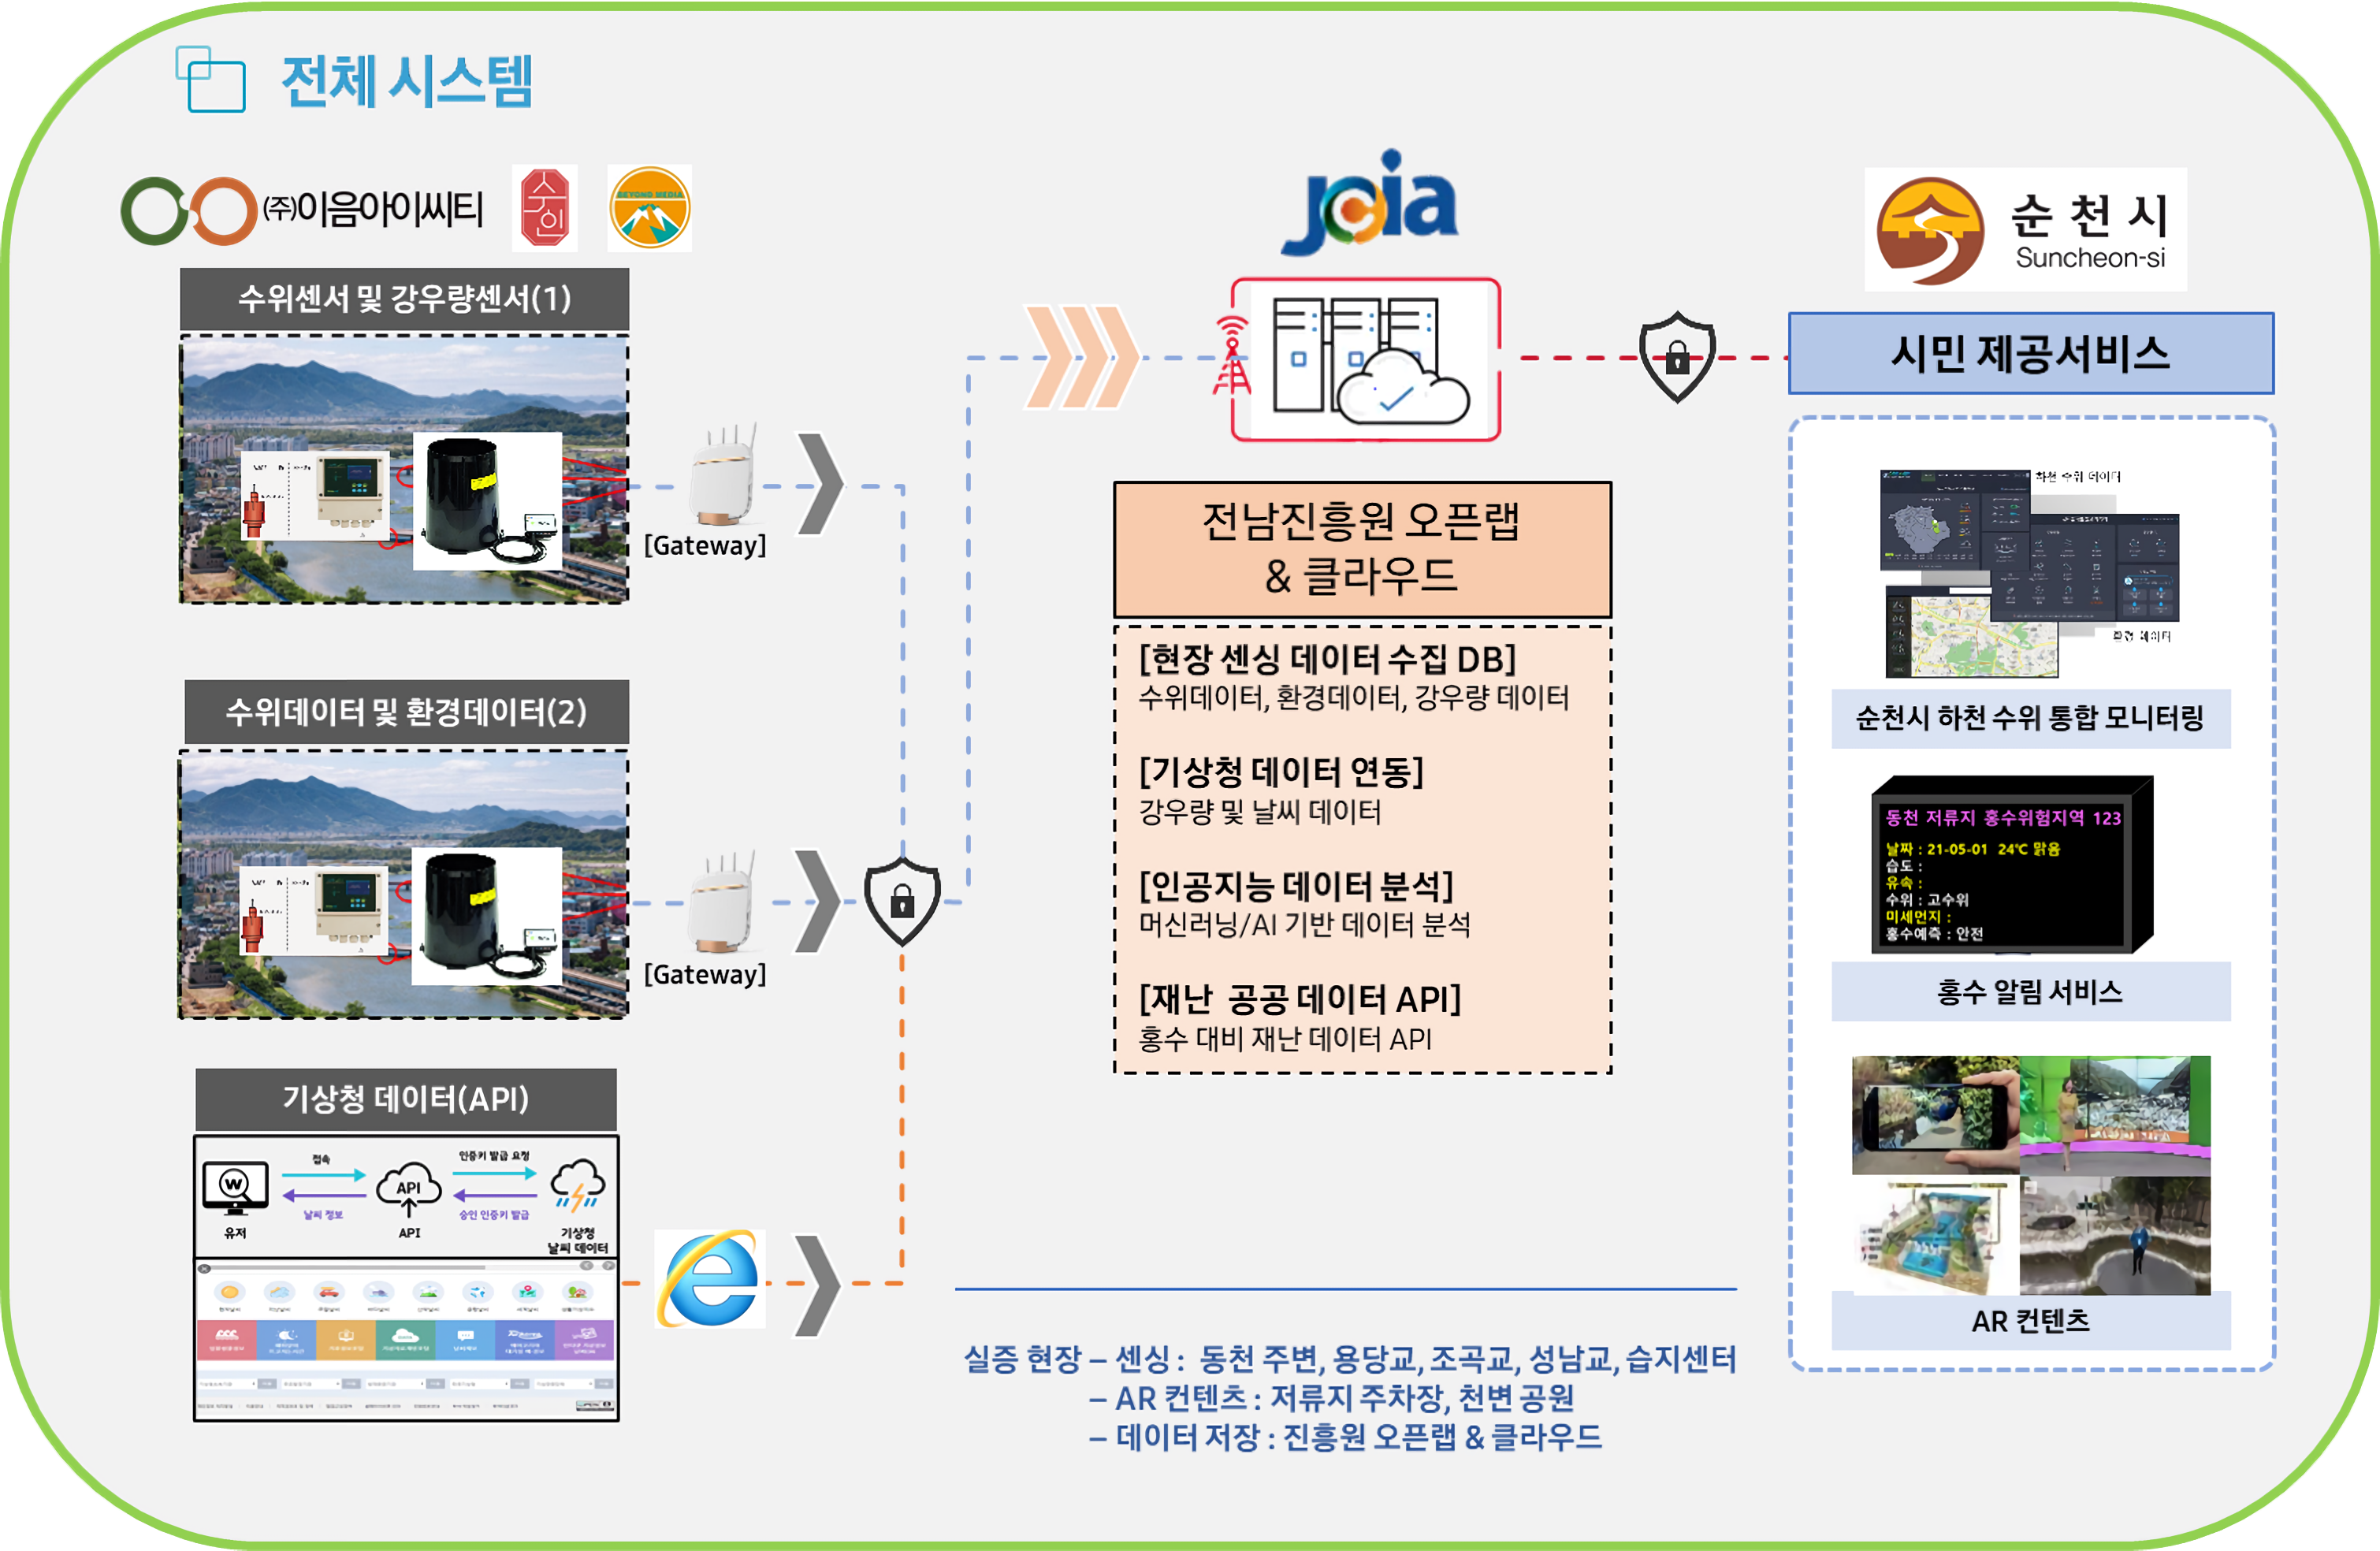 전체 시스템
(주)이음아이씨티
수인
BEYOND MEDIA
수위센서 및 강우량센서(1)
[Gateway]
수위데이터 및 환경데이터(2)
[Gateway]
기상청 데이터(API)
접속
인증키 발급 요청
W
API
날씨 정보
승인 인증키 발급
유저
API
기상청
날씨 데이터
jcia
전남진흥원 오픈랩
& 클라우드
[현장 센싱 데이터 수집 DB]
수위데이터, 환경데이터, 강우량 데이터
[기상청 데이터 연동]
강우량 및 날씨 데이터
[인공지능 데이터 분석]
머신러닝/AI 기반 데이터 분석
[재난 공공 데이터 API]
홍수 대비 재난 데이터 API
실증 현장 – 센싱 : 동천 주변, 용당교, 조곡교, 성남교, 습지센터
– AR 컨텐츠 : 저류지 주차장, 천변 공원
– 데이터 저장 : 진흥원 오픈랩 & 클라우드
순천시
Suncheon-si
시민 제공서비스
하천 수위 데이터
환경 데이터
순천시 하천 수위 통합 모니터링
동천 저류지 홍수위험지역 123
날짜 : 21-05-01 24℃ 맑음
습도 :
유속 :
수위 : 고수위
미세먼지 :
홍수예측 : 안전
홍수 알림 서비스
AR 컨텐츠